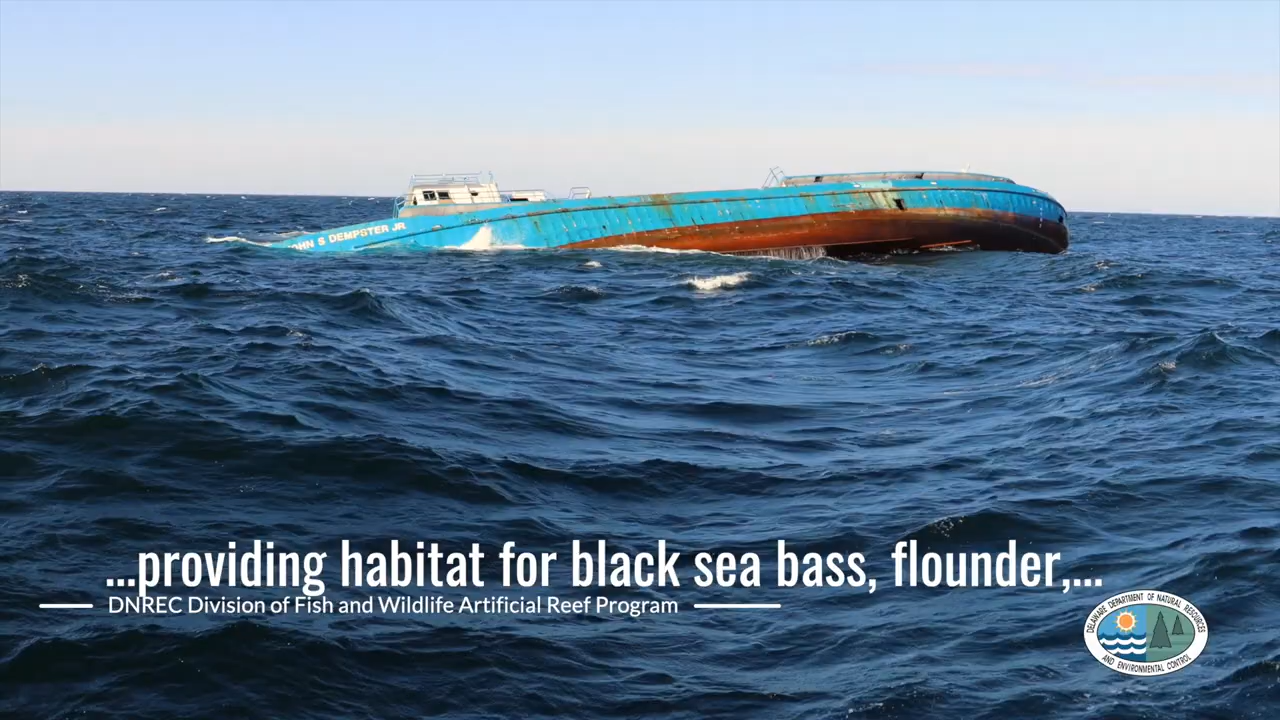 OHN S DEMPSTER JR
...providing habitat for black sea bass, flounder,...
DNREC Division of Fish and Wildlife Artificial Reef Program
DELAWARE DEPARTMENT OF NATURAL RESOURCES
AND ENVIRONMENTAL CONTROL